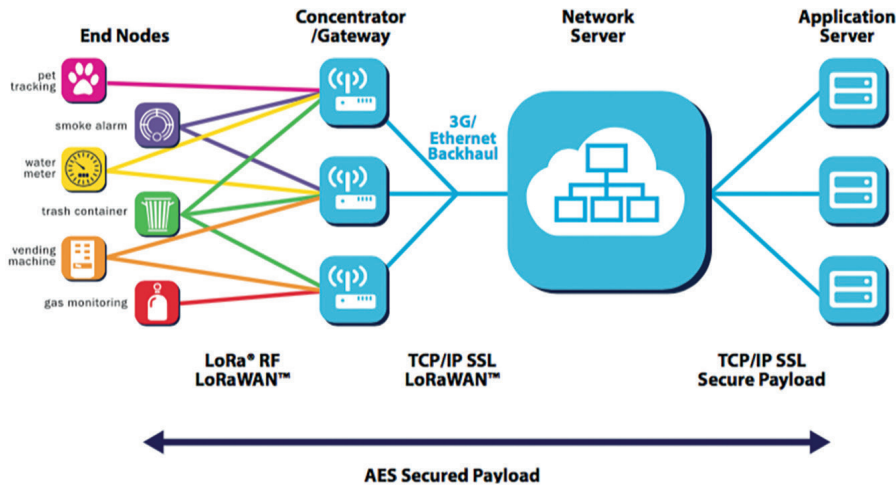 End Nodes
Concentrator
/Gateway
Network
Server
Application
Server
pet
tracking
smoke alarm
water
meter
trash container
vending
machine
gas monitoring
3G/
Ethernet
Backhaul
LoRa® RF
LoRaWAN™
TCP/IP SSL
LoRaWAN™
TCP/IP SSL
Secure Payload
AES Secured Payload